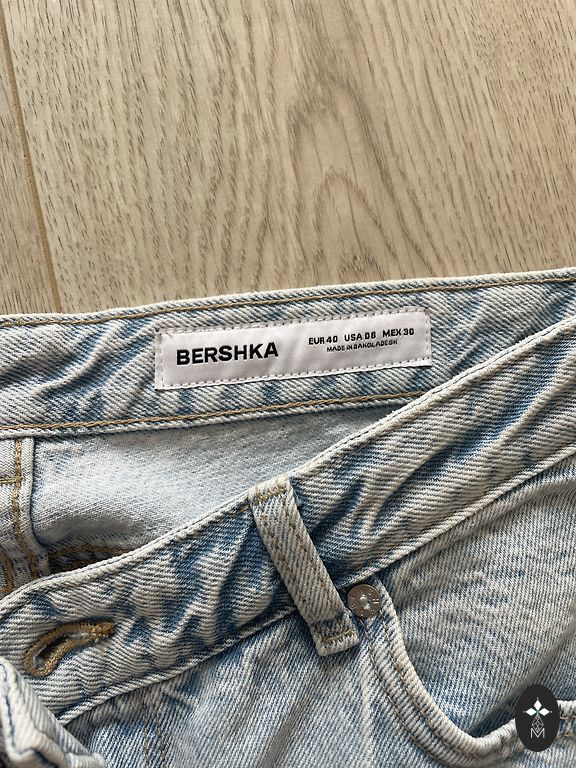 BERSHKA
EUR 40 USA 08 MEX 30
MADE IN BANGLADESH